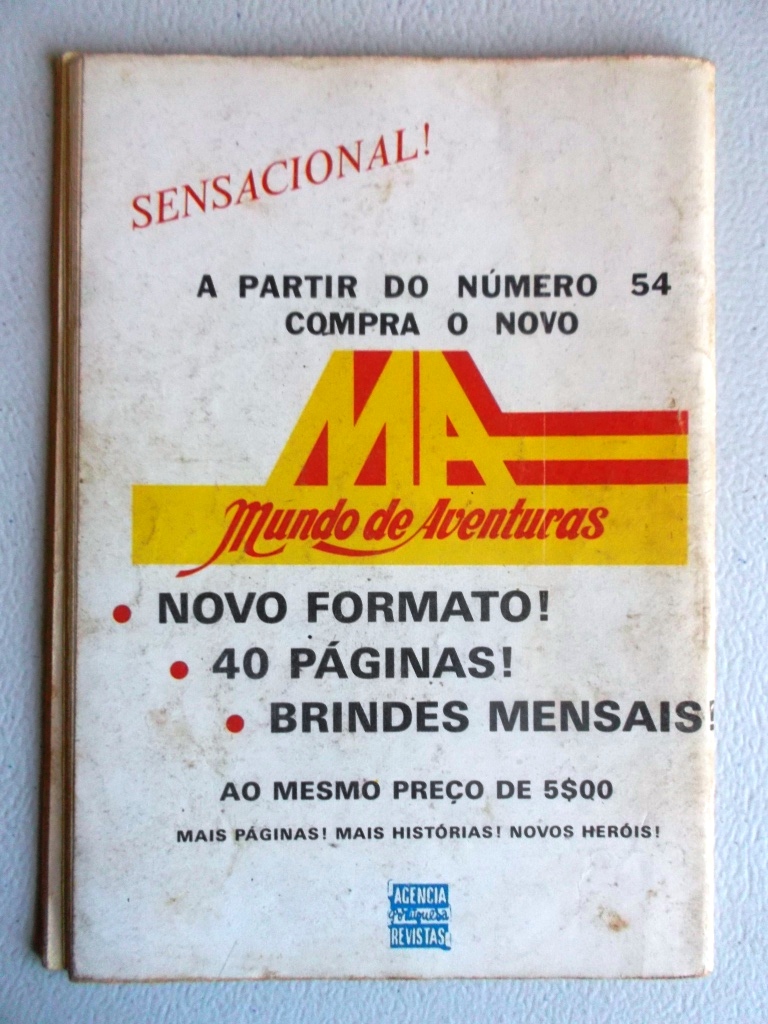 SENSACIONAL!
A PARTIR DO NÚMERO 54
COMPRA O NOVO
MA
Mundo de Aventuras
• NOVO FORMATO!
• 40 PÁGINAS!
• BRINDES MENSAIS!
AO MESMO PREÇO DE 5$00
MAIS PÁGINAS! MAIS HISTÓRIAS! NOVOS HERÓIS!
AGENCIA
portuguesa
REVISTAS